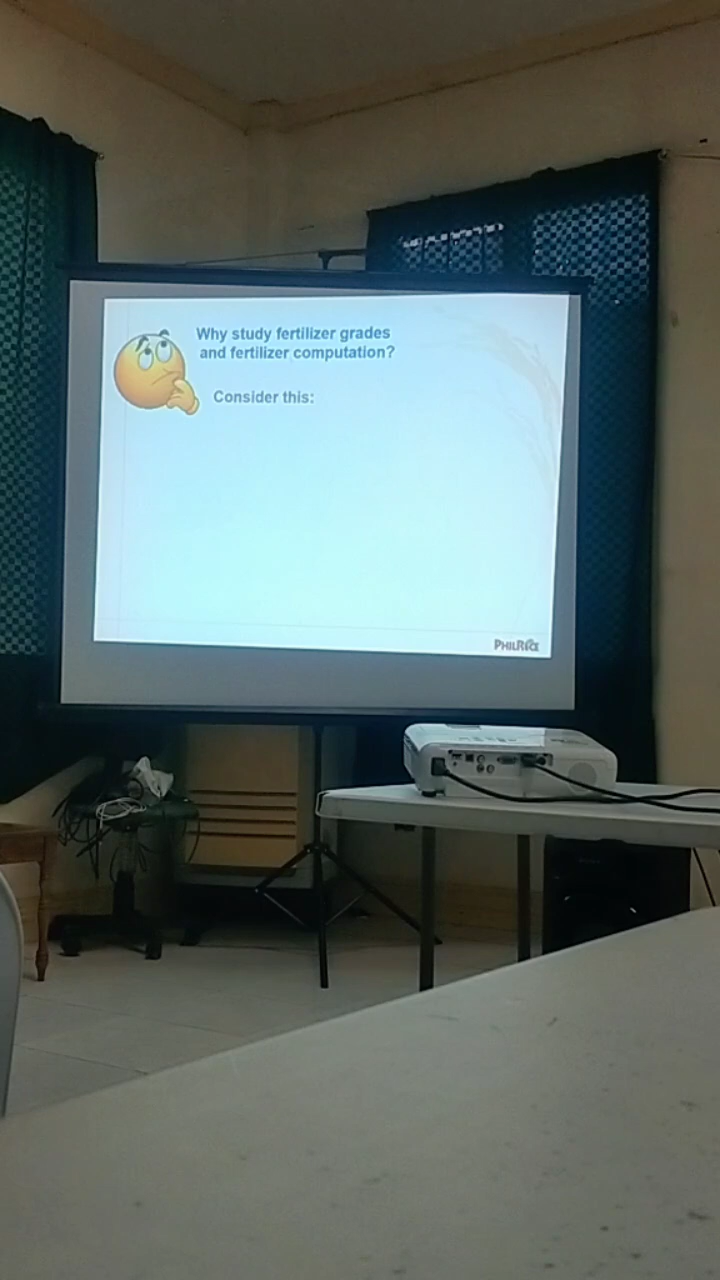 Why study fertilizer grades
and fertilizer computation?
Consider this:
PHILRICE